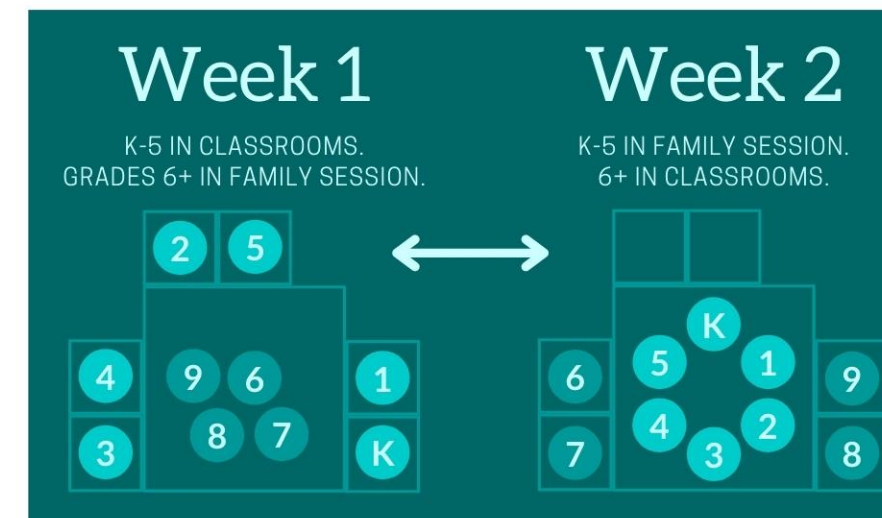 Week 1
K-5 IN CLASSROOMS.
GRADES 6+ IN FAMILY SESSION.
2 5
4 9 6 1
3 8 7 K
Week 2
K-5 IN FAMILY SESSION.
6+ IN CLASSROOMS.
K
6 5 1 9
7 4 3 2 8